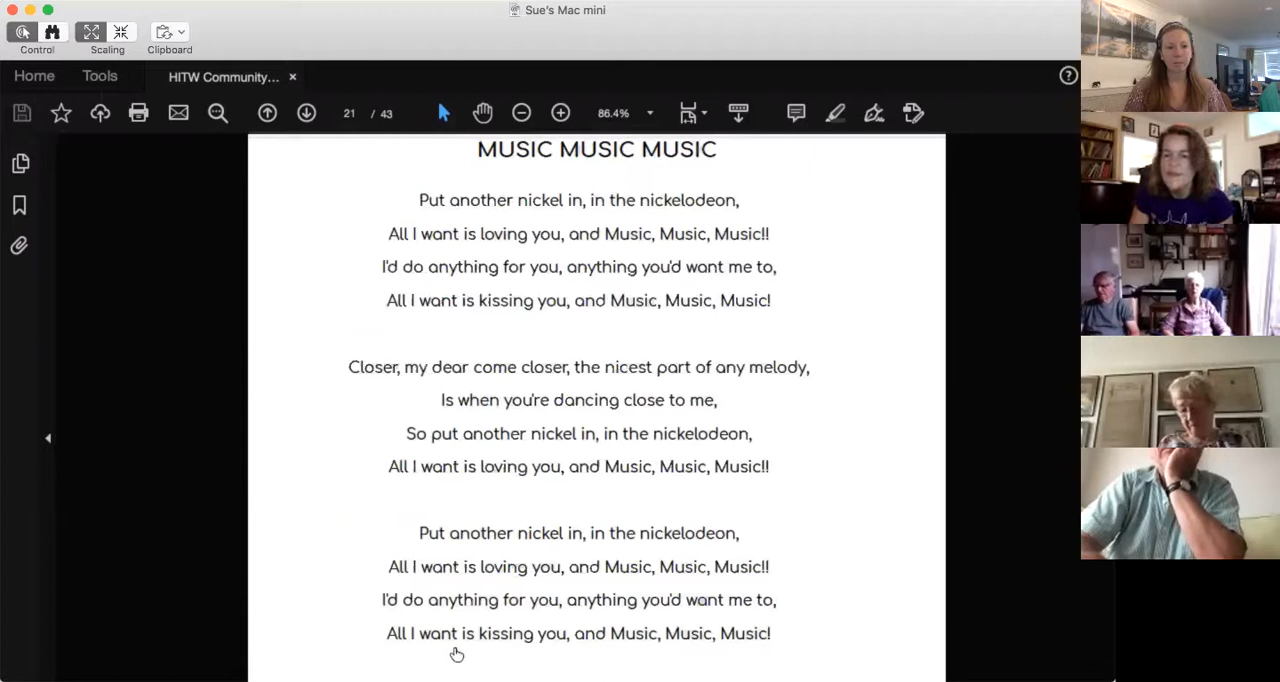 Sue's Mac mini
Control
Scaling
Clipboard
Home
Tools
HITW Community...
21 / 43
86.4%
MUSIC MUSIC MUSIC
Put another nickel in, in the nickelodeon,
All I want is loving you, and Music, Music, Music!!
I'd do anything for you, anything you'd want me to,
All I want is kissing you, and Music, Music, Music!
Closer, my dear come closer, the nicest part of any melody,
Is when you're dancing close to me,
So put another nickel in, in the nickelodeon,
All I want is loving you, and Music, Music, Music!!
Put another nickel in, in the nickelodeon,
All I want is loving you, and Music, Music, Music!!
I'd do anything for you, anything you'd want me to,
All I want is kissing you, and Music, Music, Music!